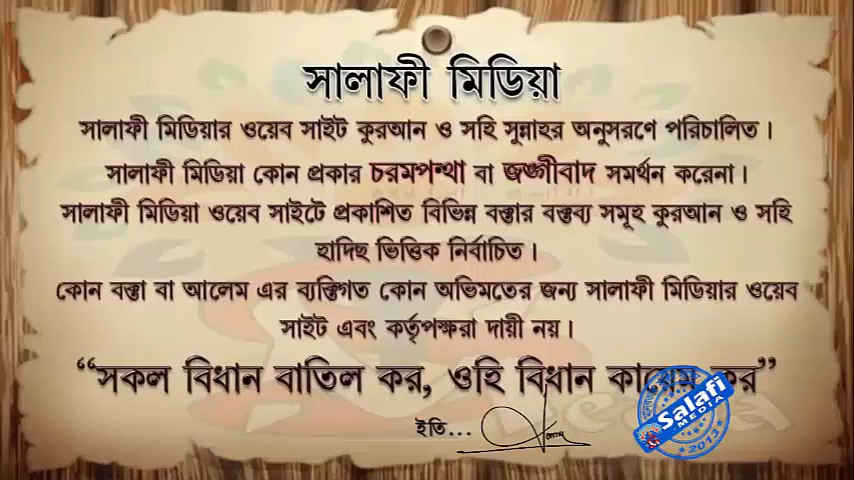 সালাফী মিডিয়া
সালাফী মিডিয়ার ওয়েব সাইট কুরআন ও সহি সুন্নাহর অনুসরণে পরিচালিত।
সালাফী মিডিয়া কোন প্রকার চরমপন্থা বা জঙ্গীবাদ সমর্থন করেনা।
সালাফী মিডিয়া ওয়েব সাইটে প্রকাশিত বিভিন্ন বক্তার বক্তব্য সমূহ কুরআন ও সহি
হাদিছ ভিত্তিক নির্বাচিত।
কোন বক্তা বা আলেম এর ব্যক্তিগত কোন অভিমতের জন্য সালাফী মিডিয়ার ওয়েব
সাইট এবং কর্তৃপক্ষরা দায়ী নয়।
“সকল বিধান বাতিল কর, ওহি বিধান কায়েম কর”
ইতি...
Salafi
MEDIA
2013